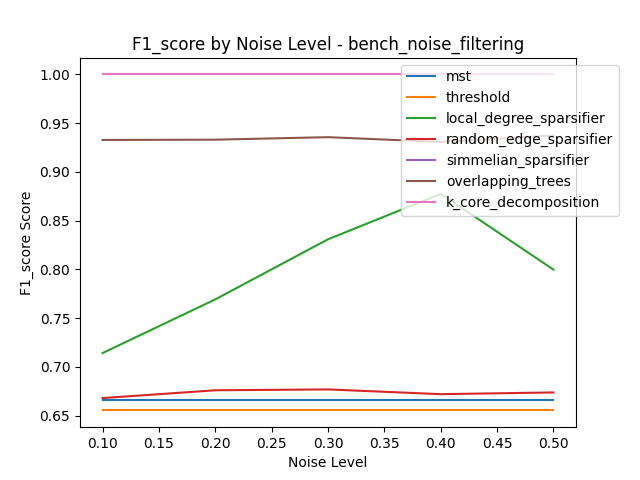 F1_score by Noise Level - bench_noise_filtering
F1_score Score
1.00
0.95
0.90
0.85
0.80
0.75
0.70
0.65
mst
threshold
local_degree_sparsifier
random_edge_sparsifier
simmelian_sparsifier
overlapping_trees
k_core_decomposition
0.10 0.15 0.20 0.25 0.30 0.35 0.40 0.45 0.50
Noise Level